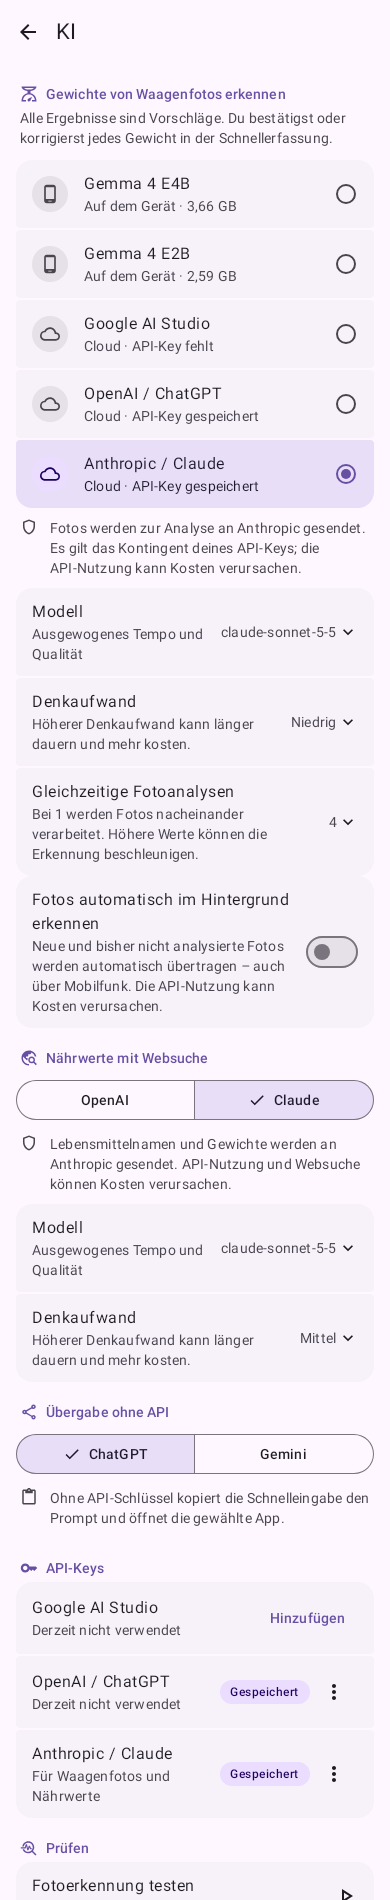 KI
Gewichte von Waagenfotos erkennen
Alle Ergebnisse sind Vorschläge. Du bestätigst oder
korrigierst jedes Gewicht in der Schnellerfassung.
Gemma 4 E4B
Auf dem Gerät · 3,66 GB
Gemma 4 E2B
Auf dem Gerät · 2,59 GB
Google AI Studio
Cloud · API-Key fehlt
OpenAI / ChatGPT
Cloud · API-Key gespeichert
Anthropic / Claude
Cloud · API-Key gespeichert
Fotos werden zur Analyse an Anthropic gesendet.
Es gilt das Kontingent deines API-Keys; die
API-Nutzung kann Kosten verursachen.
Modell
Ausgewogenes Tempo und
Qualität
claude-sonnet-5-5
Denkaufwand
Höherer Denkaufwand kann länger
dauern und mehr kosten.
Niedrig
Gleichzeitige Fotoanalysen
Bei 1 werden Fotos nacheinander
verarbeitet. Höhere Werte können die
Erkennung beschleunigen.
4
Fotos automatisch im Hintergrund
erkennen
Neue und bisher nicht analysierte Fotos
werden automatisch übertragen – auch
über Mobilfunk. Die API-Nutzung kann
Kosten verursachen.
Nährwerte mit Websuche
OpenAI
Claude
Lebensmittelnamen und Gewichte werden an
Anthropic gesendet. API-Nutzung und Websuche
können Kosten verursachen.
Modell
Ausgewogenes Tempo und
Qualität
claude-sonnet-5-5
Denkaufwand
Höherer Denkaufwand kann länger
dauern und mehr kosten.
Mittel
Übergabe ohne API
ChatGPT
Gemini
Ohne API-Schlüssel kopiert die Schnelleingabe den
Prompt und öffnet die gewählte App.
API-Keys
Google AI Studio
Derzeit nicht verwendet
Hinzufügen
OpenAI / ChatGPT
Derzeit nicht verwendet
Gespeichert
Anthropic / Claude
Für Waagenfotos und
Nährwerte
Gespeichert
Prüfen
Fotoerkennung testen